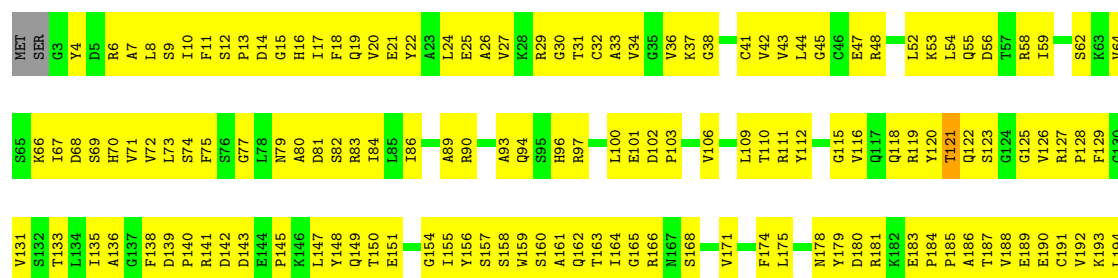 MET SER G3 Y4 D5 R6 A7 L8 S9 I10 F11 S12 P13 D14 G15 H16 I17 F18 Q19 V20 E21 Y22 A23 L24 E25 A26 V27 K28 R29 G30 T31 C32 A33 V34 G35 V36 K37 G38 C41 V42 V43 L44 G45 C46 E47 R48 L52 K53 L54 Q55 D56 T57 R58 I59 S62 K63 V64
S65 K66 I67 D68 S69 H70 V71 V72 L73 S74 F75 S76 G77 L78 N79 A80 D81 S82 R83 I84 L85 I86 A89 R90 A93 Q94 S95 H96 R97 L100 E101 D102 P103 V106 L109 T110 R111 Y112 G115 V116 Q117 Q118 R119 Y120 T121 Q122 S123 G124 G125 V126 R127 P128 F129 G130
V131 S132 T133 L134 I135 A136 G137 F138 D139 P140 R141 D142 D143 E144 P145 K146 L147 Y148 Q149 T150 E151 G154 I155 Y156 S157 S158 W159 S160 A161 Q162 T163 I164 G165 R166 N167 S168 V171 F174 L175 N178 Y179 D180 R181 K182 E183 P184 P185 A186 T187 V188 E189 E190 C191 V192 K193 L194